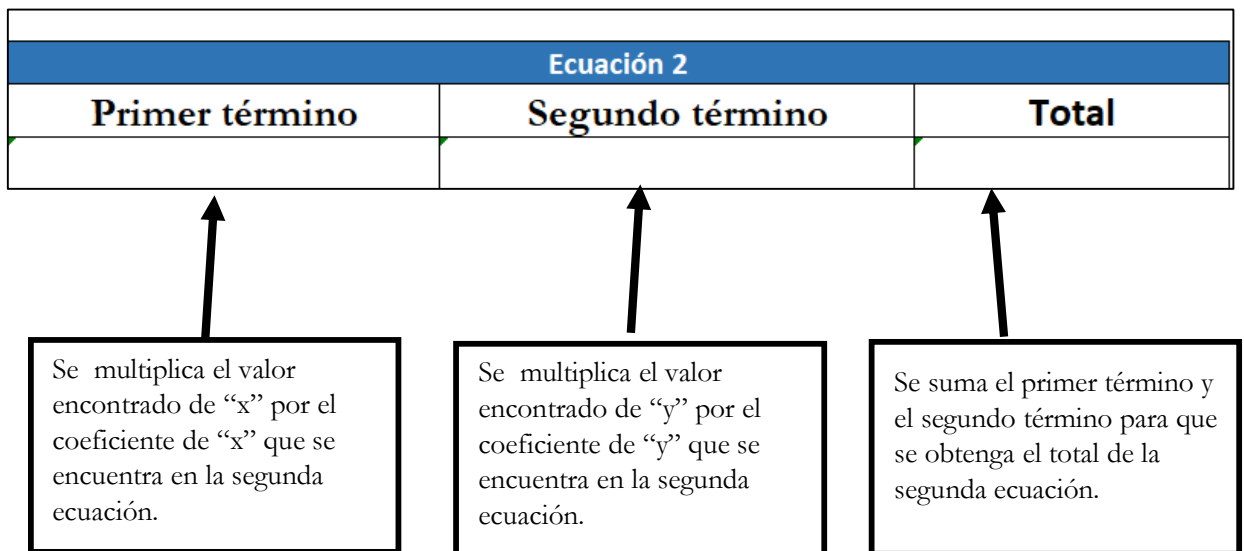 Ecuación 2
Primer término Segundo término Total
Se multiplica el valor
encontrado de “x” por el
coeficiente de “x” que se
encuentra en la segunda
ecuación.
Se multiplica el valor
encontrado de “y” por el
coeficiente de “y” que se
encuentra en la segunda
ecuación.
Se suma el primer término y
el segundo término para que
se obtenga el total de la
segunda ecuación.